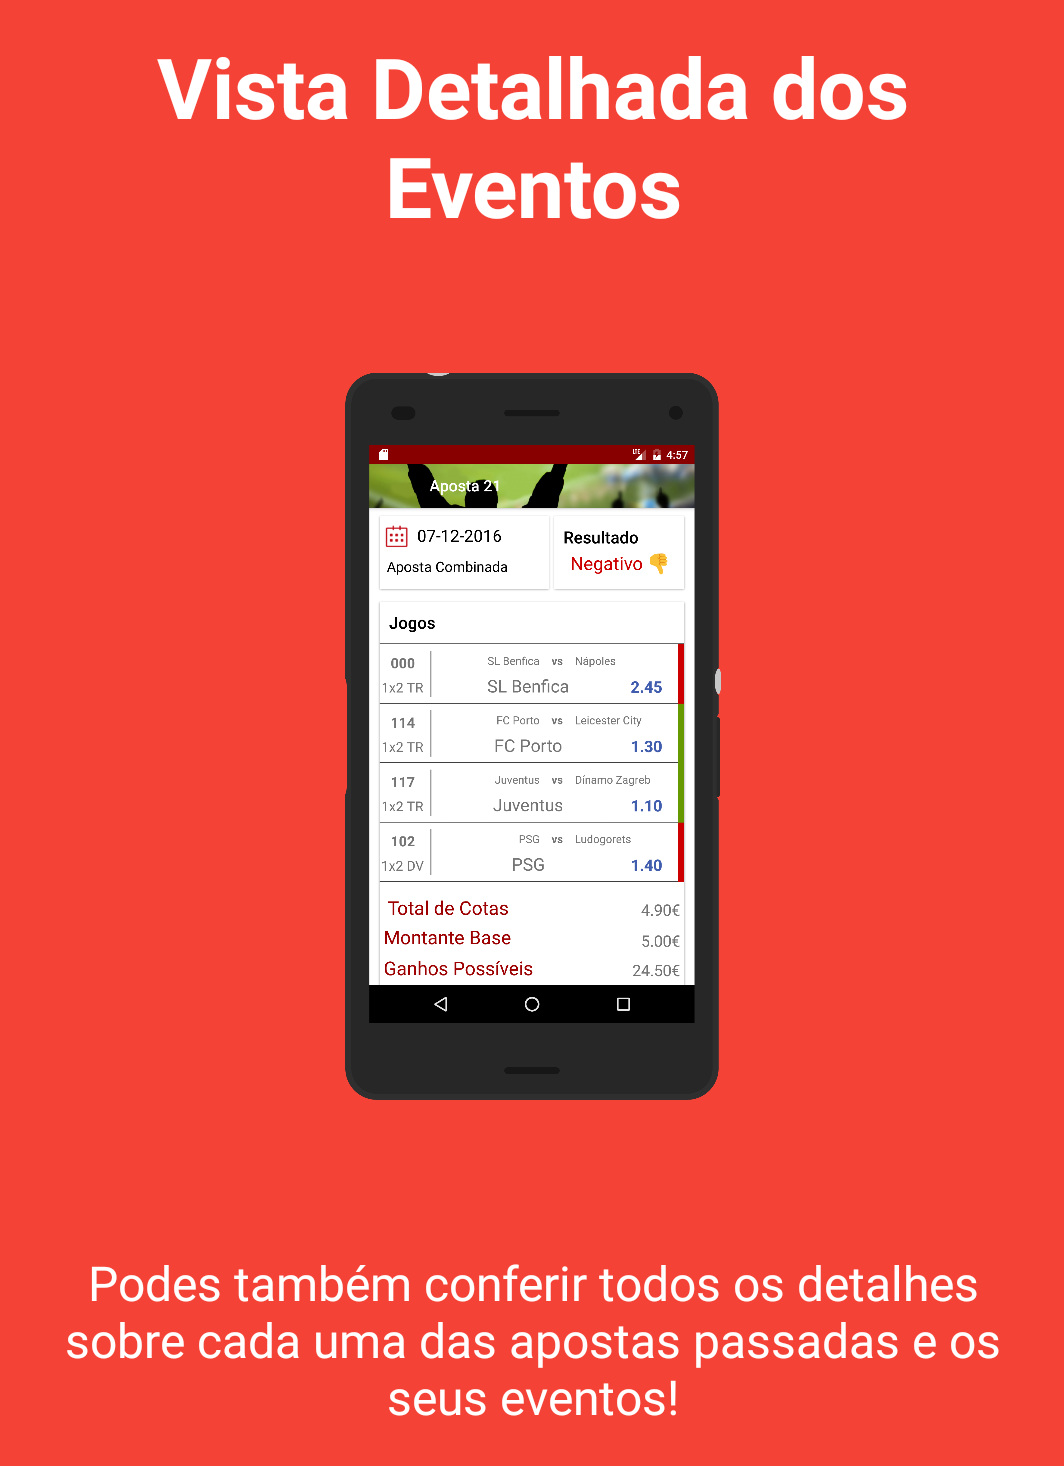 Vista Detalhada dos
Eventos
LTE 4:57
Aposta 21
07-12-2016
Aposta Combinada
Resultado
Negativo
Jogos
000 SL Benfica vs Nápoles
1x2 TR SL Benfica 2.45
114 FC Porto vs Leicester City
1x2 TR FC Porto 1.30
117 Juventus vs Dínamo Zagreb
1x2 TR Juventus 1.10
102 PSG vs Ludogorets
1x2 DV PSG 1.40
Total de Cotas 4.90€
Montante Base 5.00€
Ganhos Possíveis 24.50€
Podes também conferir todos os detalhes
sobre cada uma das apostas passadas e os
seus eventos!